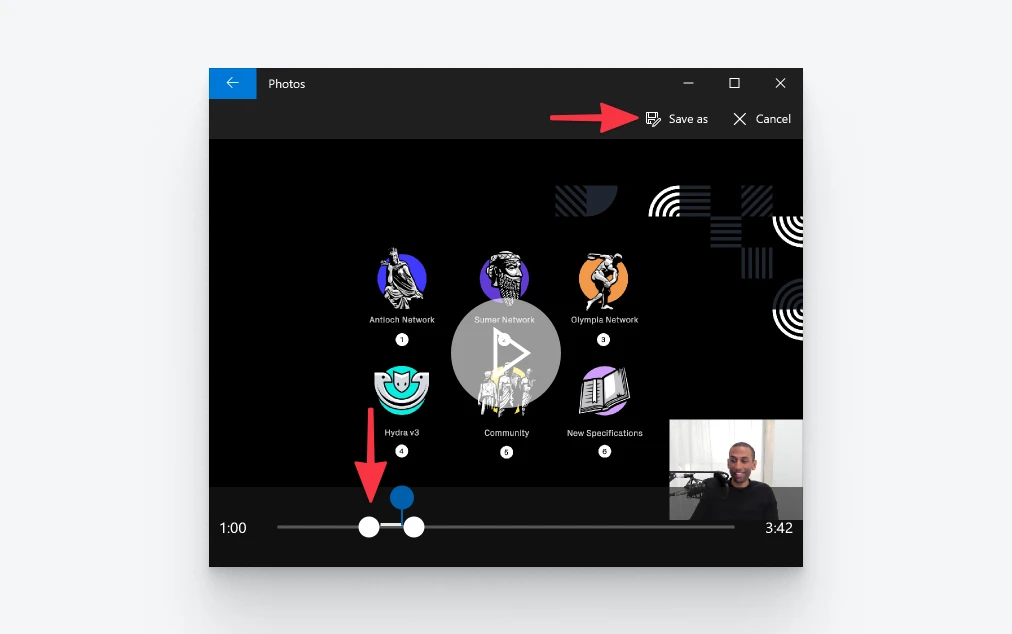 Photos
Save as
Cancel
Antioch Network
Sumer Network
Olympia Network
1
2
3
Hydra v3
Community
New Specifications
4
5
6
1:00
3:42